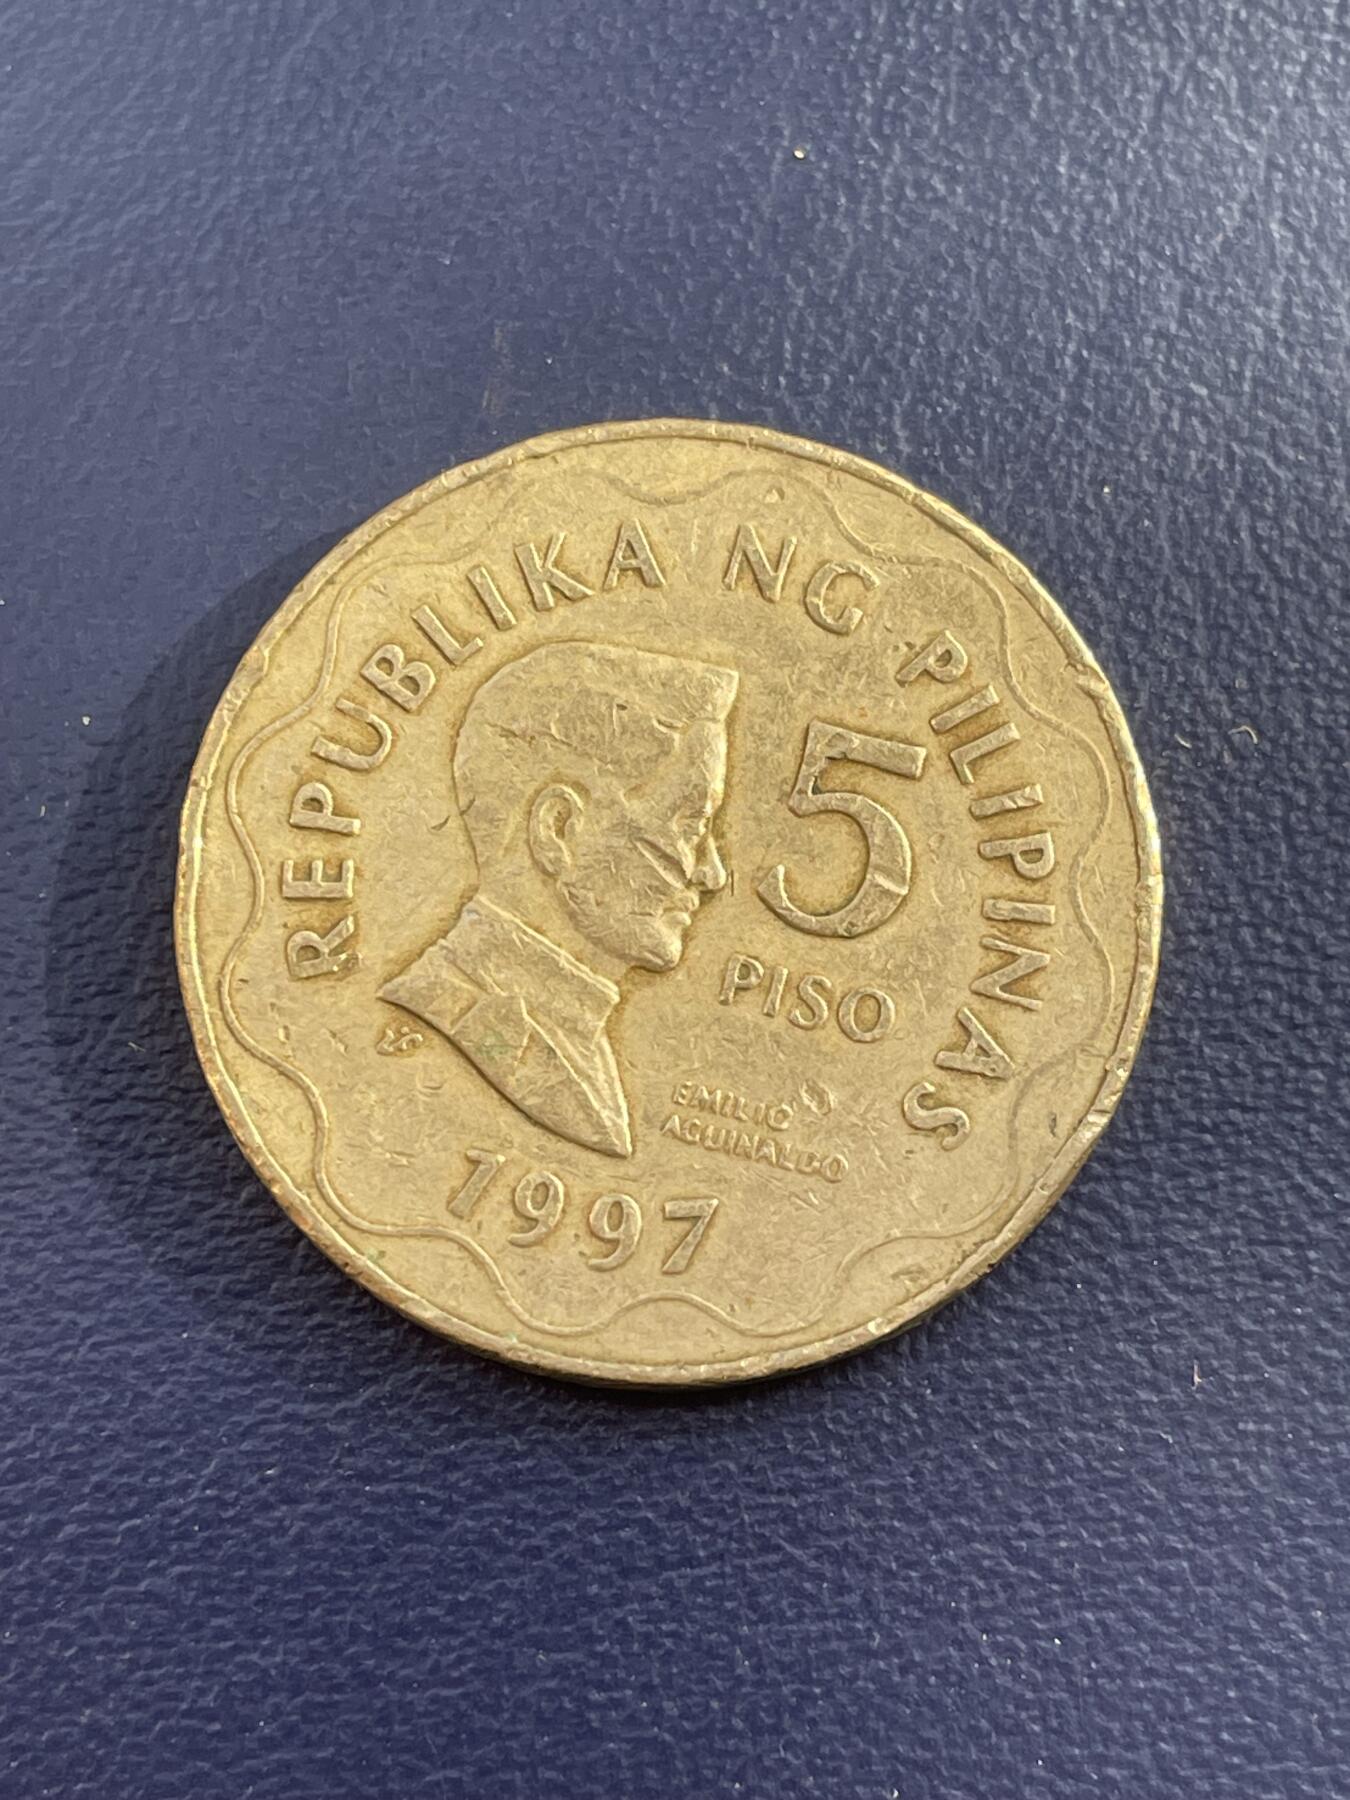 REPUBLIKA NG PILIPINAS
5
PISO
EMILIO
AGUINALDO
1997